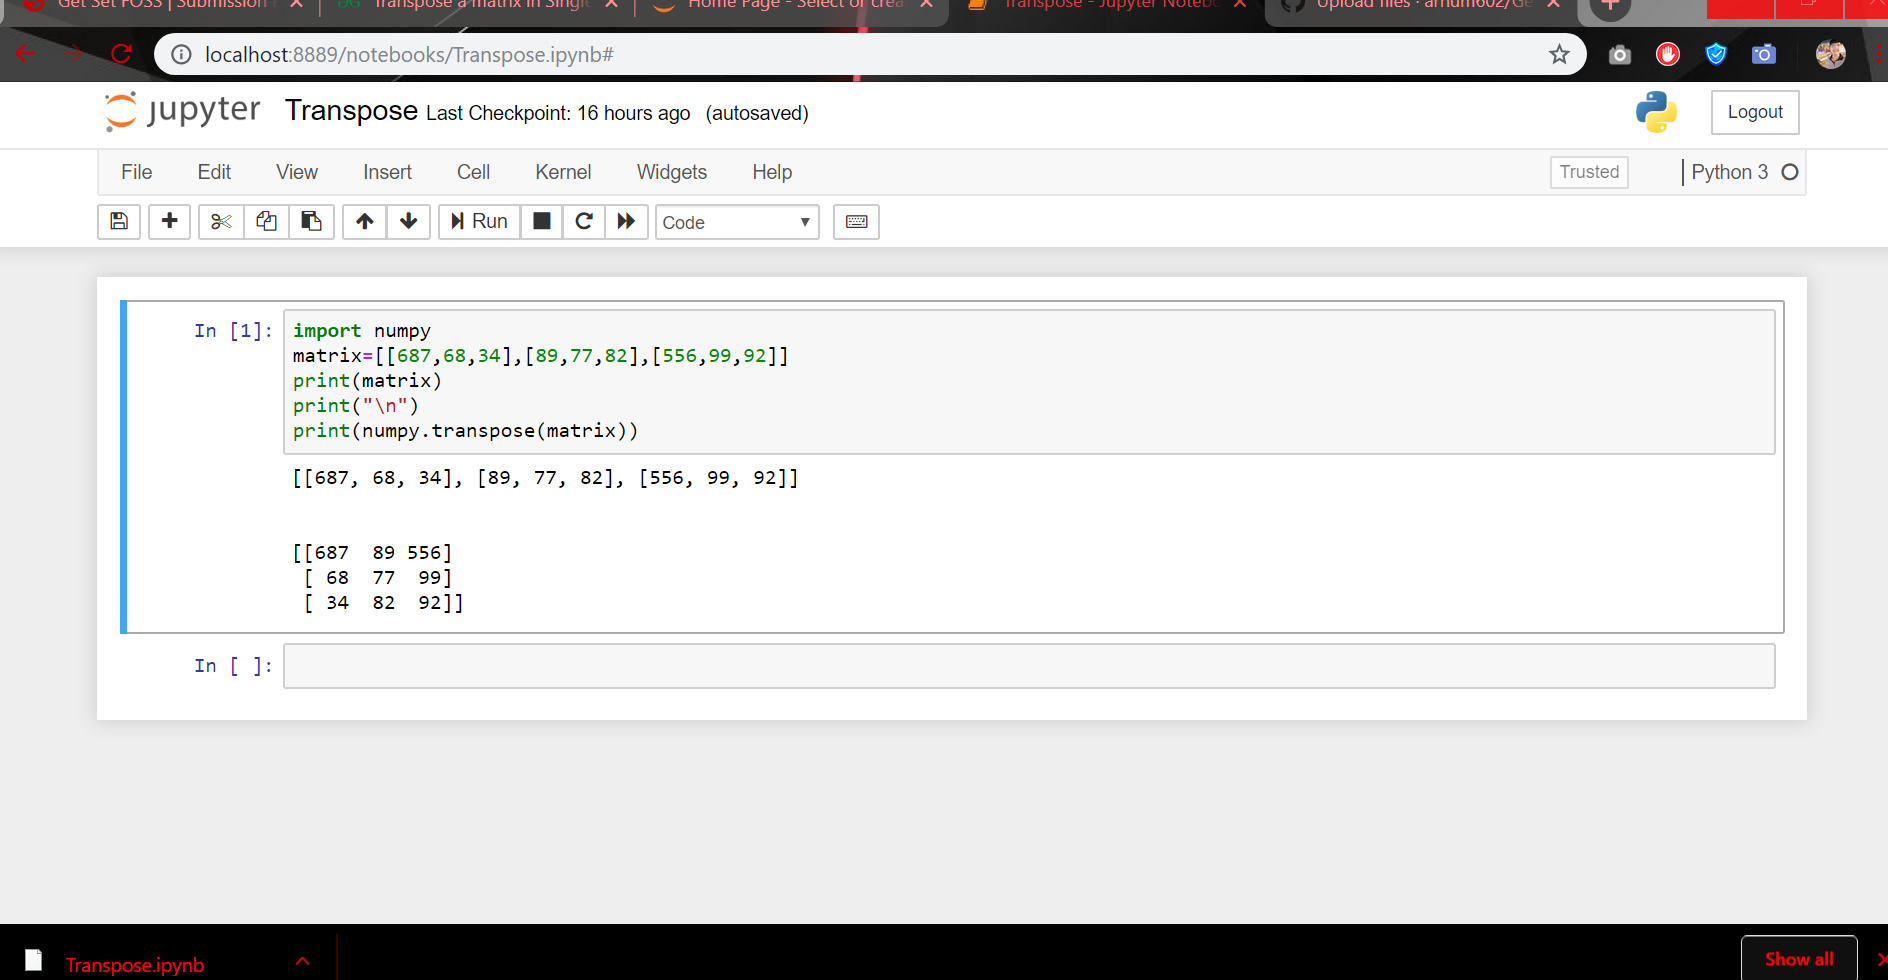 Get Set FOSS | Submission
Transpose a matrix in Single
Home Page - Select or crea
Transpose - Jupyter Notebo
Upload files · arnum602/Ge
localhost:8889/notebooks/Transpose.ipynb#
jupyter Transpose Last Checkpoint: 16 hours ago (autosaved)
Logout
File Edit View Insert Cell Kernel Widgets Help
Trusted
Python 3
Run
Code
In [1]:
import numpy
matrix=[[687,68,34],[89,77,82],[556,99,92]]
print(matrix)
print("\n")
print(numpy.transpose(matrix))
[[687, 68, 34], [89, 77, 82], [556, 99, 92]]
[[687  89 556]
 [ 68  77  99]
 [ 34  82  92]]
In [ ]:
Transpose.ipynb
Show all